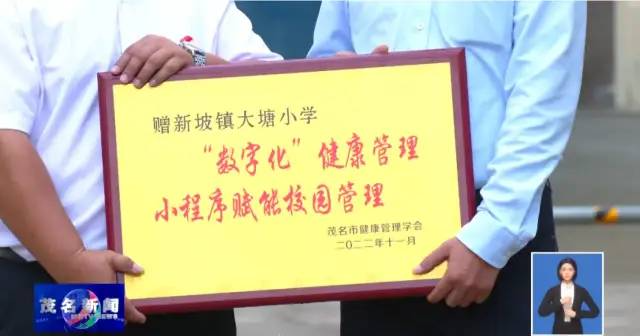 赠新坡镇大塘小学
“数字化”健康管理
小程序赋能校园管理
茂名市健康管理学会
二〇二二年十一月
茂名新闻